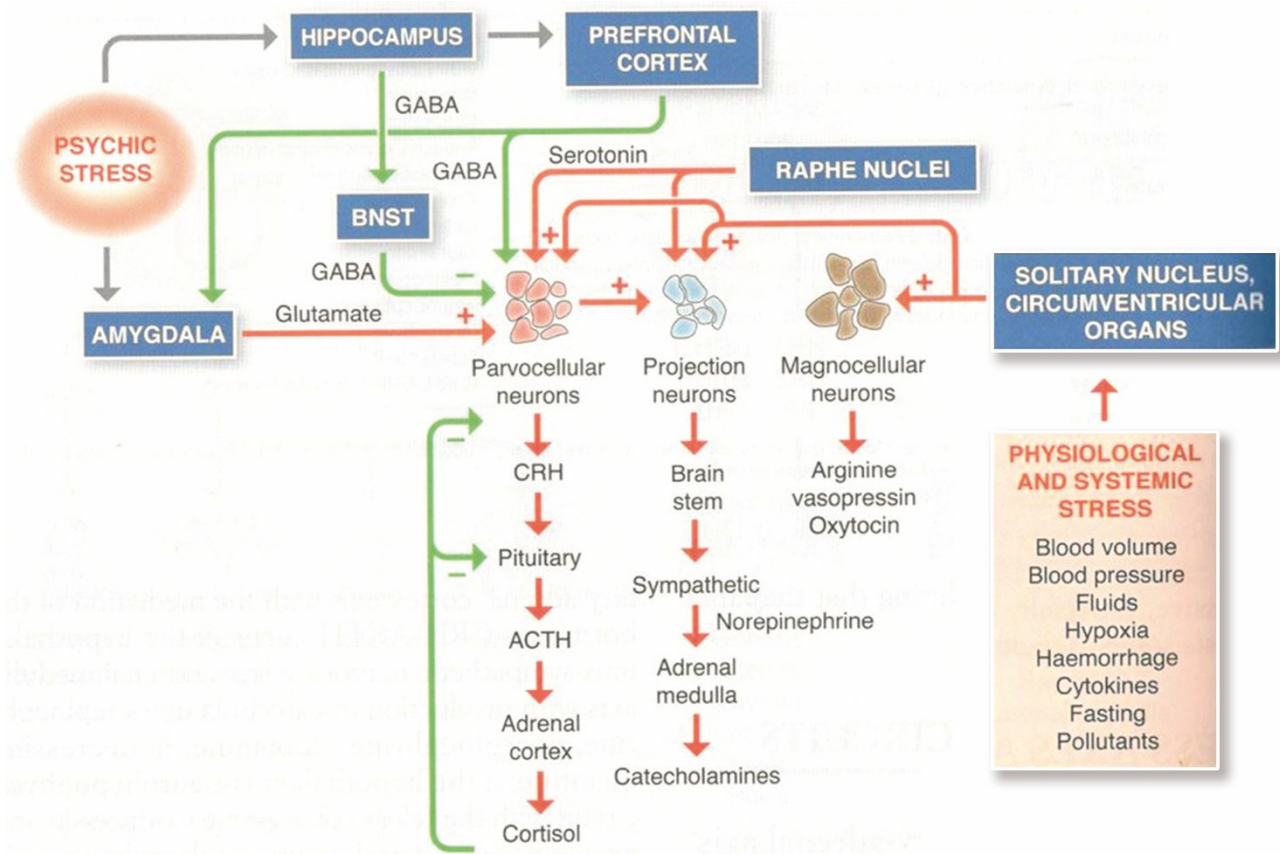 HIPPOCAMPUS
PREFRONTAL
CORTEX
GABA
PSYCHIC
STRESS
GABA
Serotonin
RAPHE NUCLEI
BNST
+
+
GABA
–
SOLITARY NUCLEUS,
CIRCUMVENTRICULAR
ORGANS
+
+
AMYGDALA
Glutamate
+
Parvocellular
neurons
Projection
neurons
Magnocellular
neurons
–
CRH
Brain
stem
Arginine
vasopressin
Oxytocin
PHYSIOLOGICAL
AND SYSTEMIC
STRESS
Blood volume
Blood pressure
Fluids
Hypoxia
Haemorrhage
Cytokines
Fasting
Pollutants
Pituitary
–
Sympathetic
Norepinephrine
ACTH
Adrenal
medulla
Adrenal
cortex
Catecholamines
Cortisol